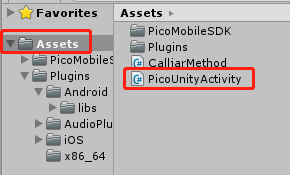 Favorites
Assets
PicoMobileS
Plugins
Android
libs
AudioPlu
iOS
x86_64
Assets
PicoMobileSDK
Plugins
CalliarMethod
PicoUnityActivity